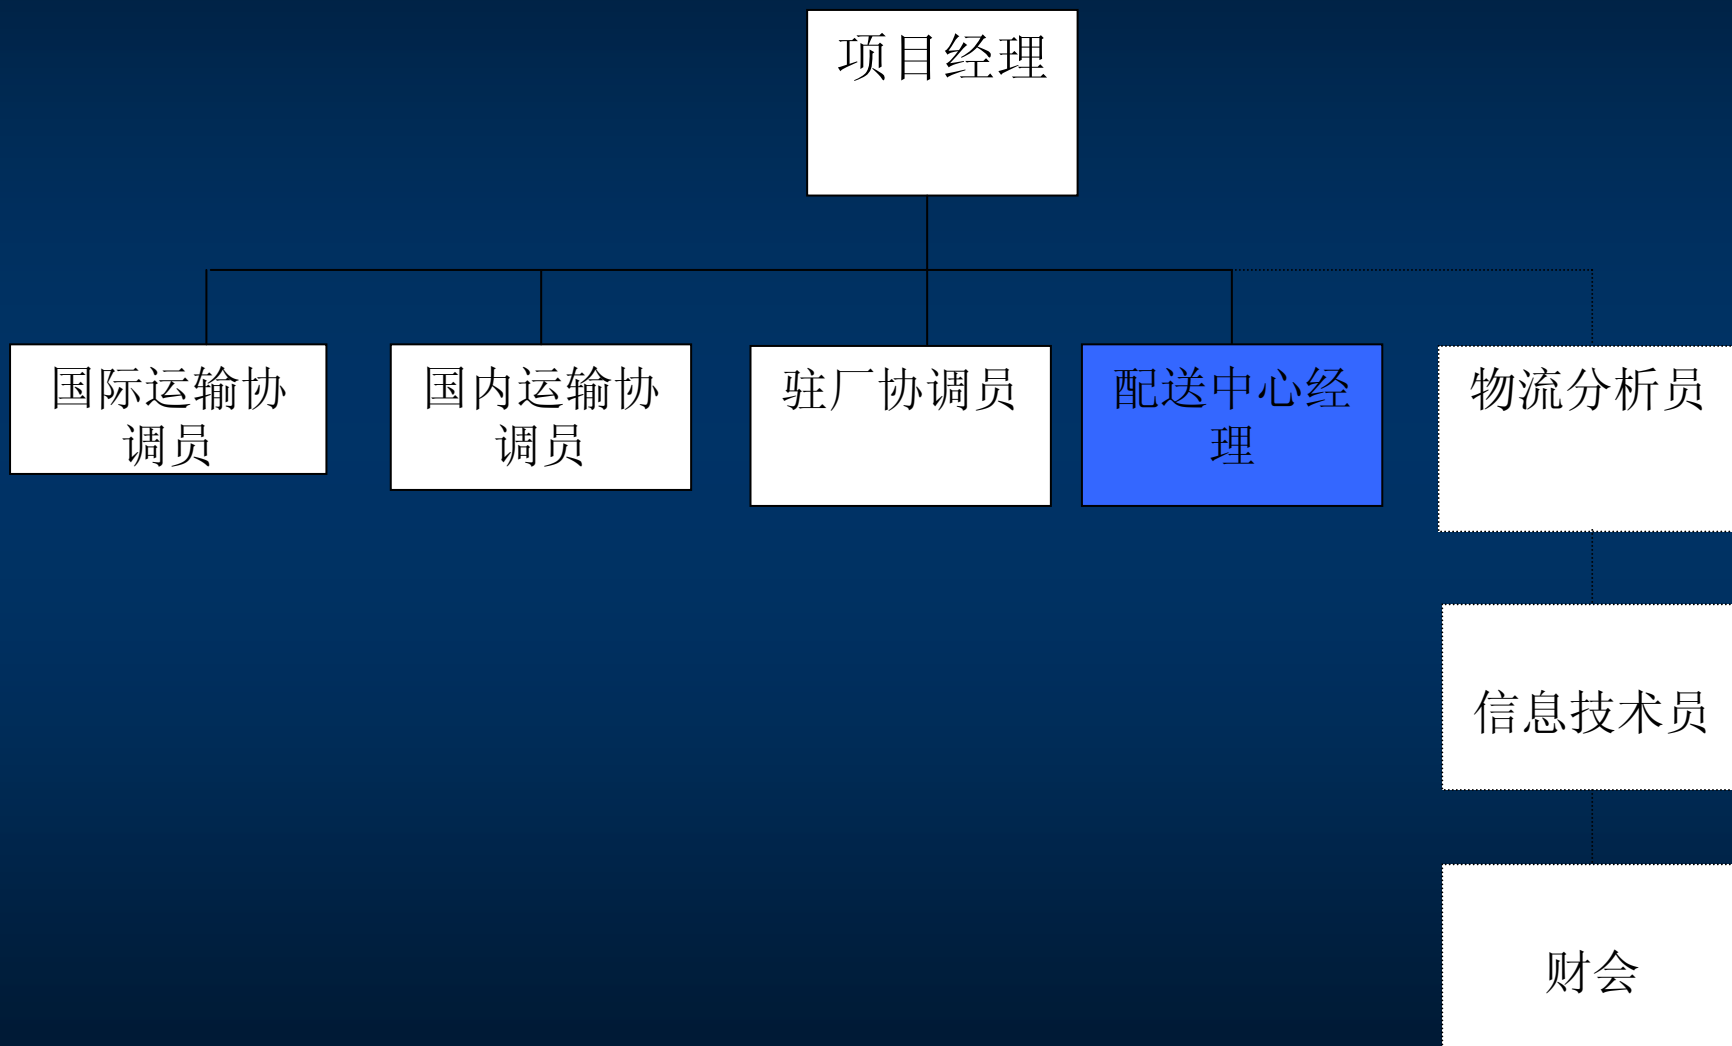 项目经理
国际运输协
调员
国内运输协
调员
驻厂协调员
配送中心经
理
物流分析员
信息技术员
财会